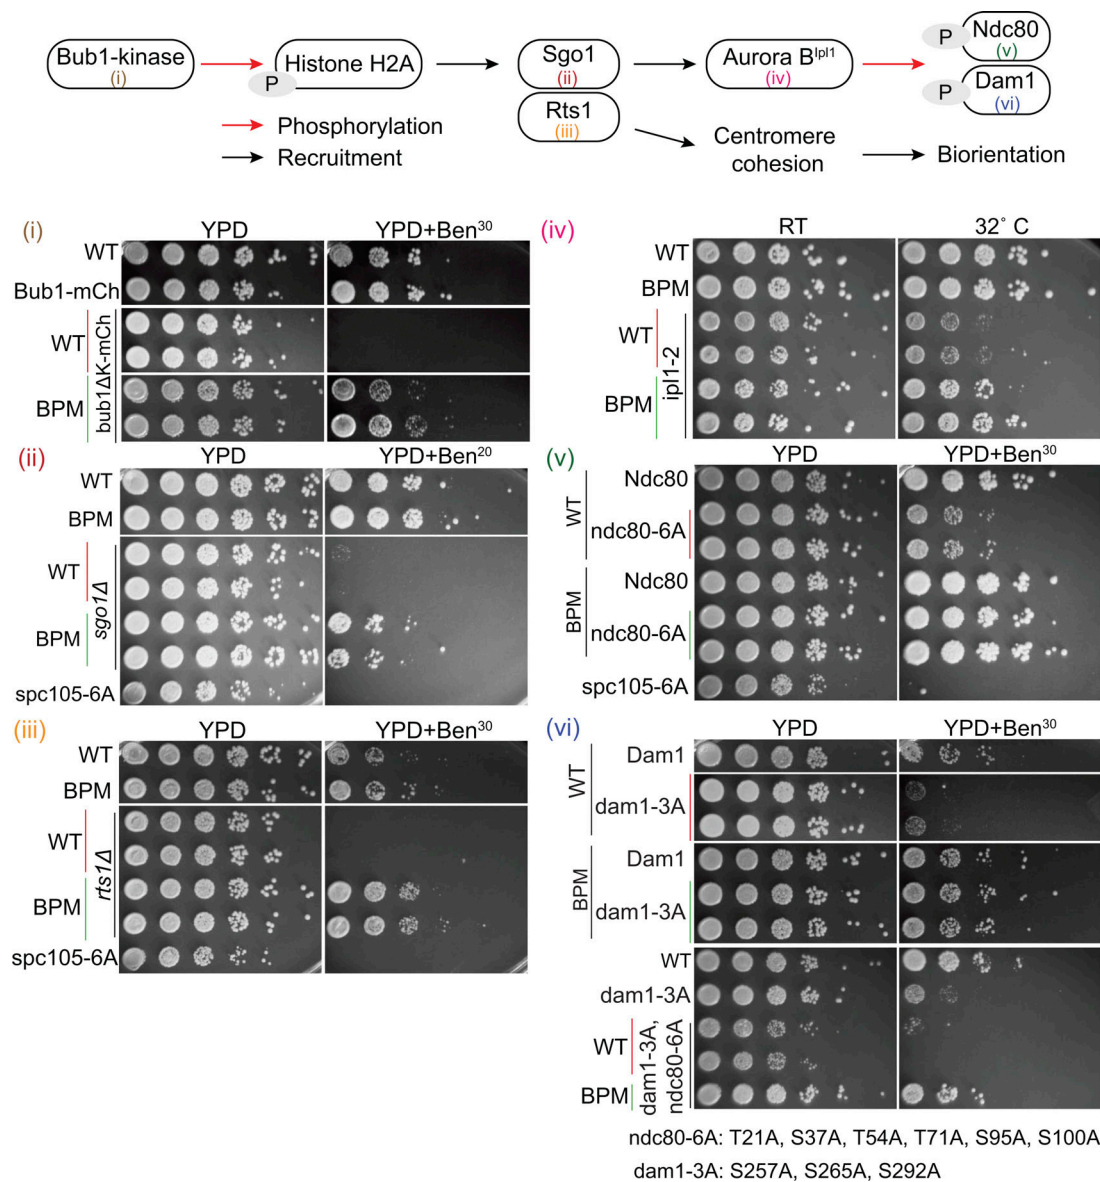 Bub1-kinase
(i)
P
Histone H2A
Sgo1
(ii)
Rts1
(iii)
Aurora B^Ipl1
(iv)
P
Ndc80
(v)
P
Dam1
(vi)
Phosphorylation
Recruitment
Centromere
cohesion
Biorientation
(i)
YPD
YPD+Ben^30
WT
Bub1-mCh
WT
BPM
bub1ΔK-mCh
(ii)
YPD
YPD+Ben^20
WT
BPM
WT
BPM
sgo1Δ
spc105-6A
(iii)
YPD
YPD+Ben^30
WT
BPM
WT
BPM
rts1Δ
spc105-6A
(iv)
RT
32° C
WT
BPM
WT
BPM
ipl1-2
(v)
YPD
YPD+Ben^30
WT
Ndc80
ndc80-6A
BPM
Ndc80
ndc80-6A
spc105-6A
(vi)
YPD
YPD+Ben^30
WT
Dam1
dam1-3A
BPM
Dam1
dam1-3A
WT
dam1-3A
WT
BPM
dam1-3A,
ndc80-6A
ndc80-6A: T21A, S37A, T54A, T71A, S95A, S100A
dam1-3A: S257A, S265A, S292A